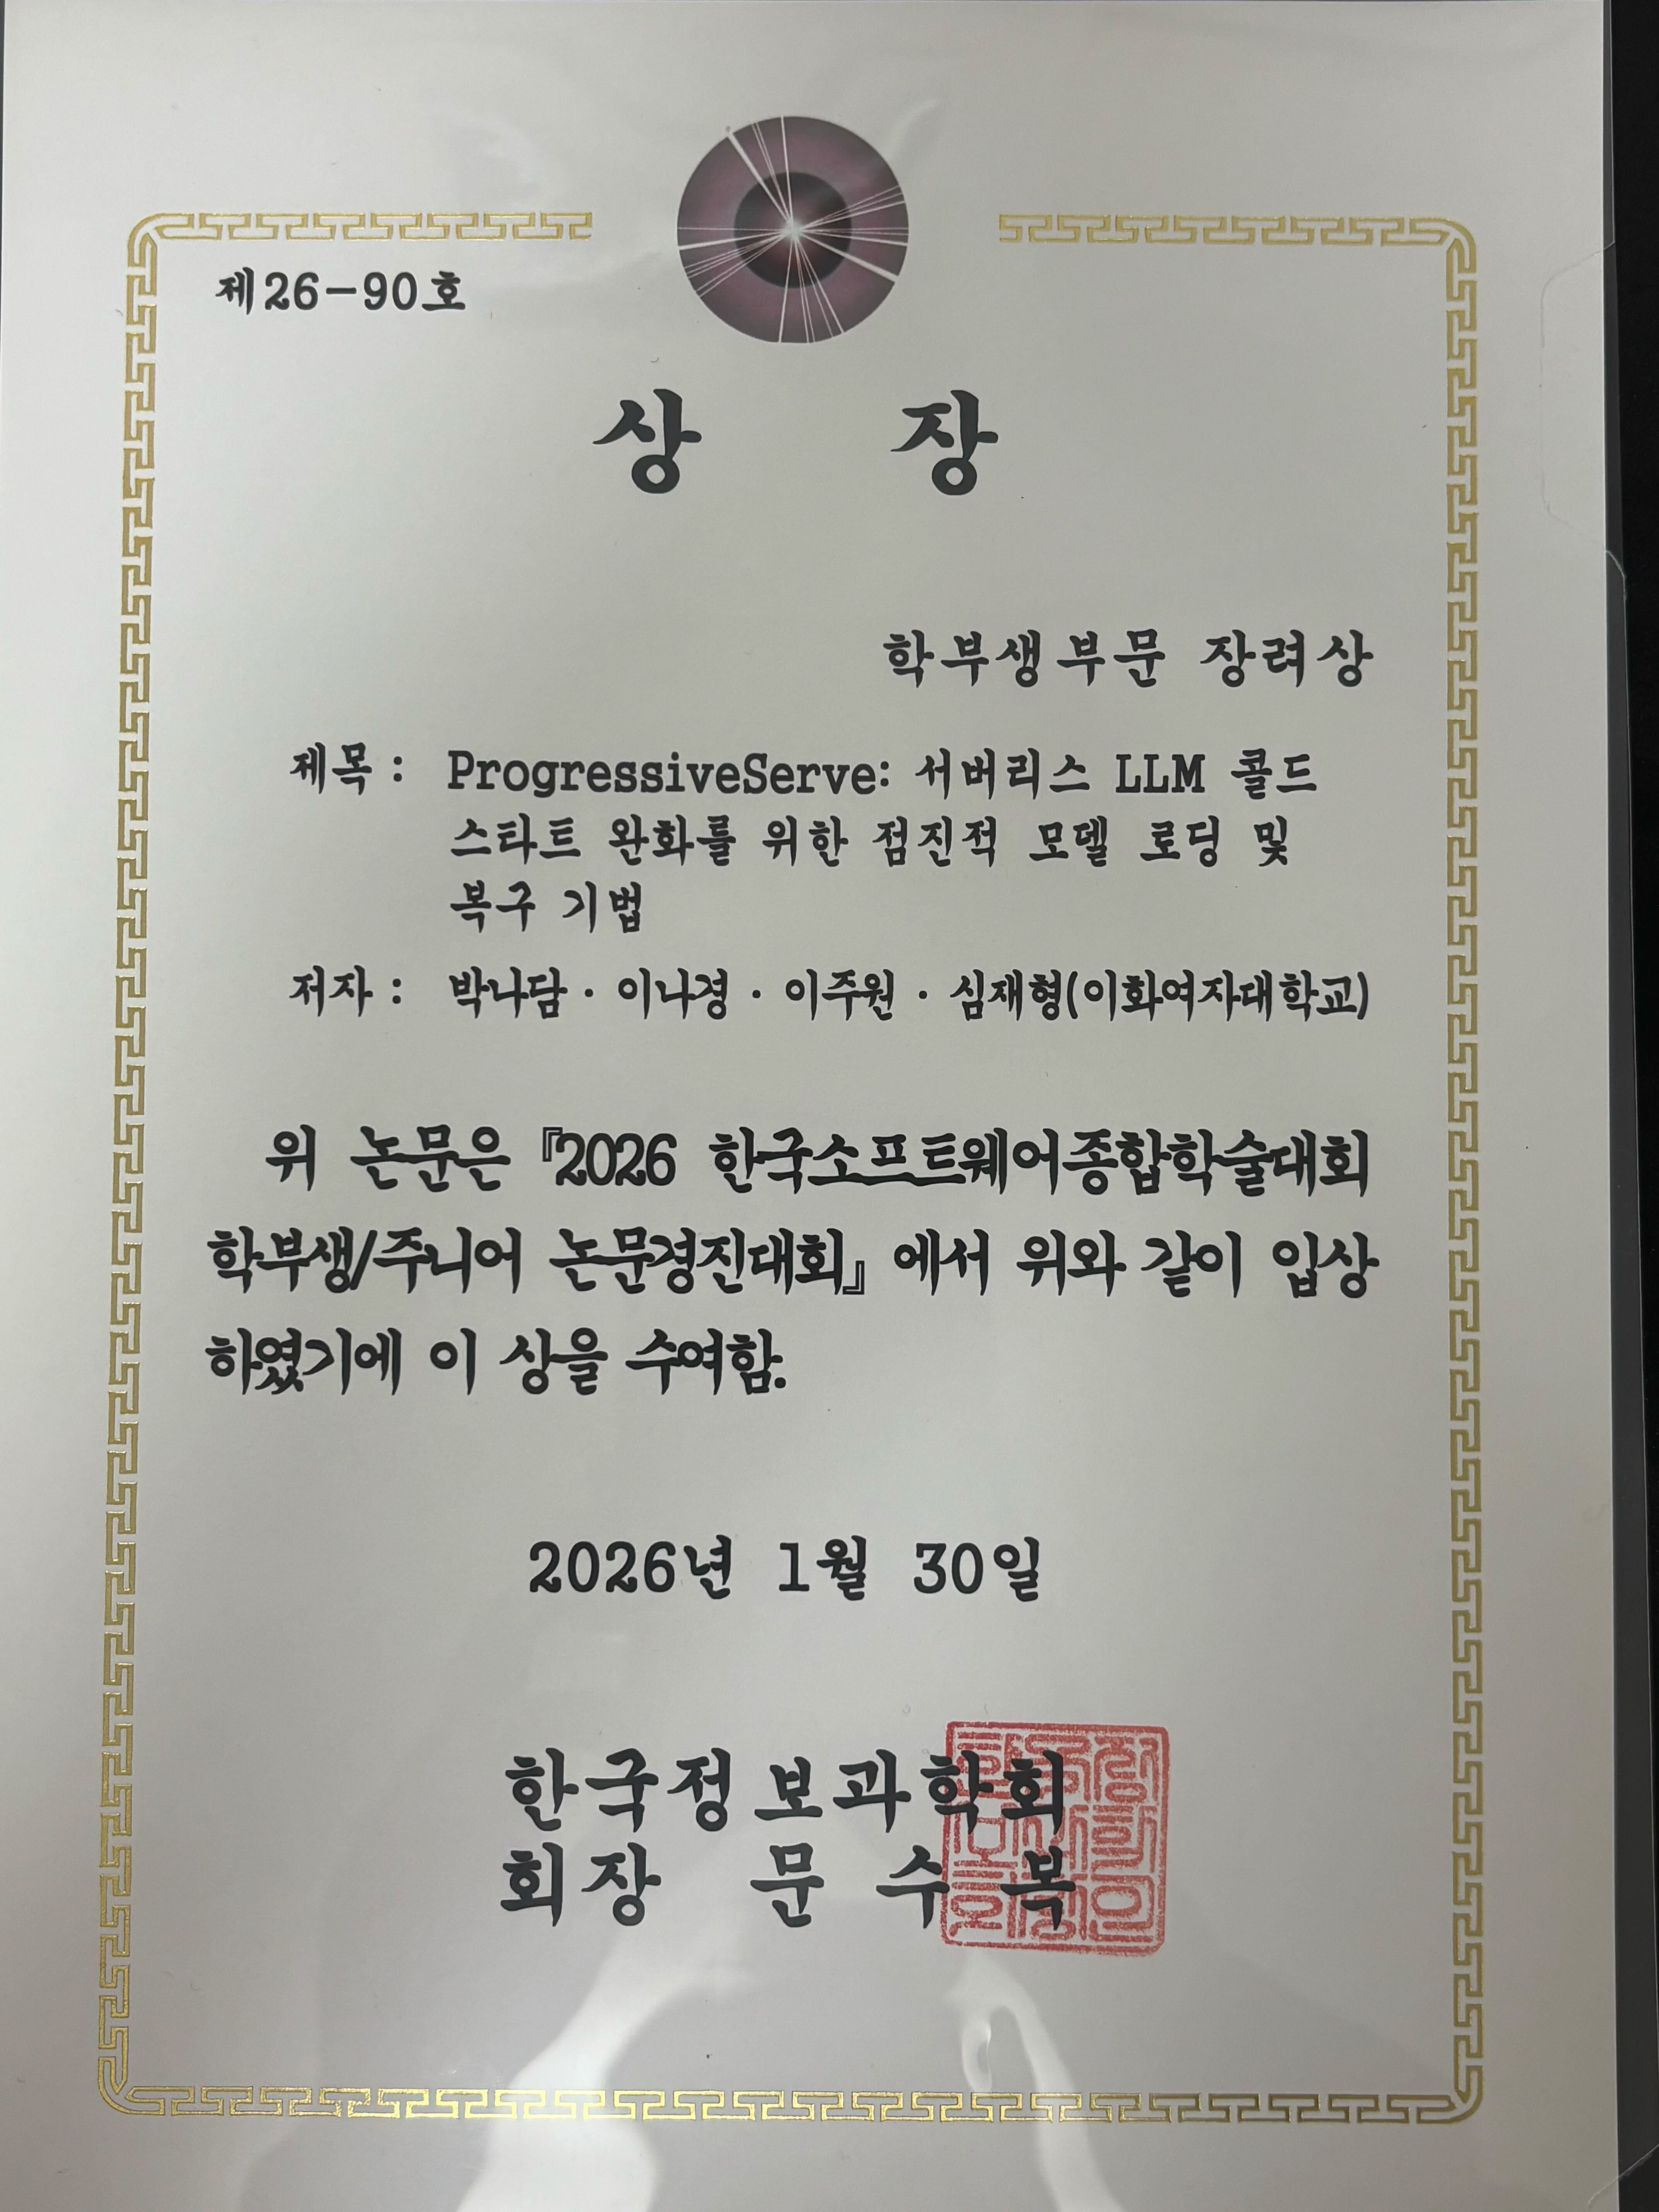 제26-90호
상 장
학부생부문 장려상
제목 : ProgressiveServe: 서버리스 LLM 콜드
스타트 완화를 위한 점진적 모델 로딩 및
복구 기법
저자 : 박나담 · 이나경 · 이주원 · 심재형(이화여자대학교)
위 논문은 『2026 한국소프트웨어종합학술대회
학부생/주니어 논문경진대회』에서 위와 같이 입상
하였기에 이 상을 수여함.
2026년 1월 30일
한국정보과학회
회장 문수복